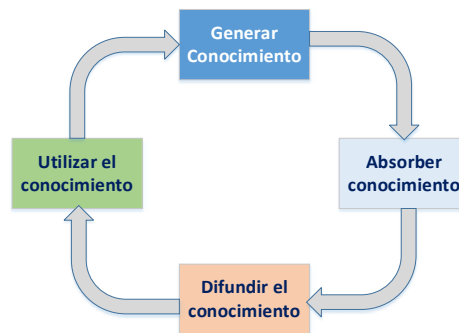 Generar
Conocimiento
Absorber
conocimiento
Difundir el
conocimiento
Utilizar el
conocimiento